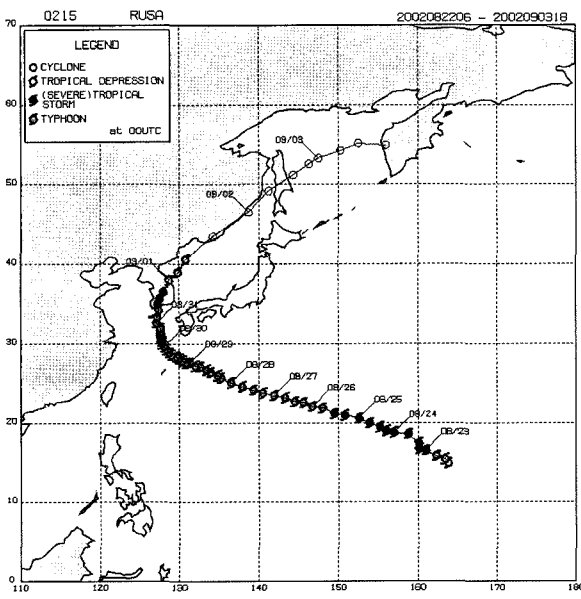 0215 RUSA 2002082206 - 2002090318
LEGEND
CYCLONE
TROPICAL DEPRESSION
(SEVERE)TROPICAL
STORM
TYPHOON
at 00UTC
70
60
50
40
30
20
10
0
09/03
09/02
09/01
08/31
08/30
08/29
08/28
08/27
08/26
08/25
08/24
08/23
110 120 130 140 150 160 170 180